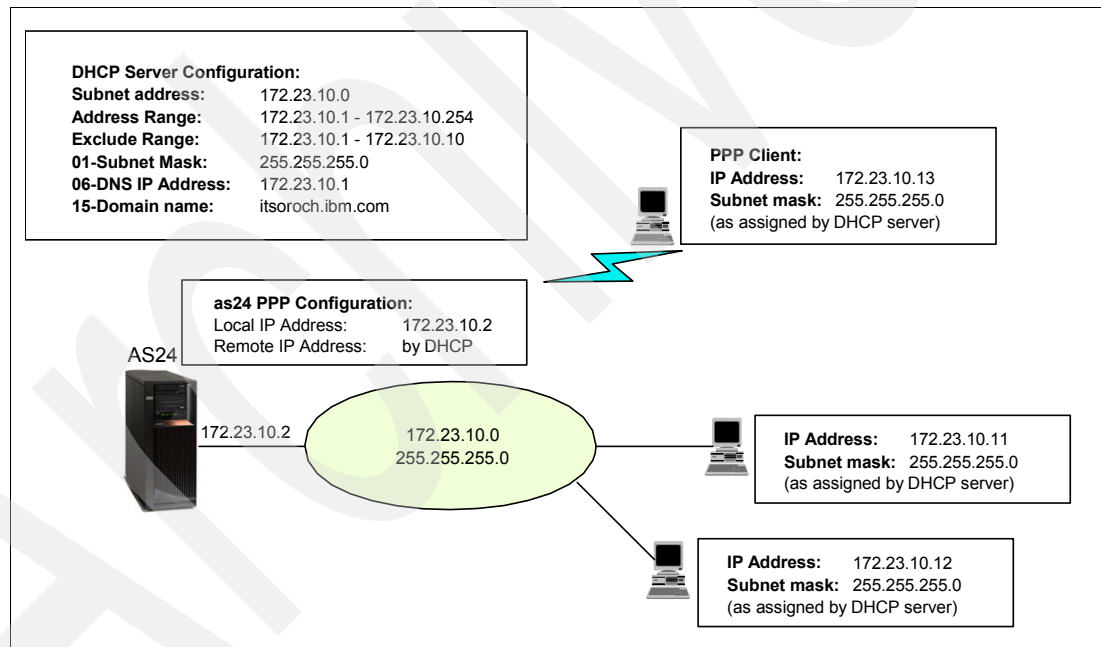 DHCP Server Configuration:
Subnet address: 172.23.10.0
Address Range: 172.23.10.1 - 172.23.10.254
Exclude Range: 172.23.10.1 - 172.23.10.10
01-Subnet Mask: 255.255.255.0
06-DNS IP Address: 172.23.10.1
15-Domain name: itsoroch.ibm.com
PPP Client:
IP Address: 172.23.10.13
Subnet mask: 255.255.255.0
(as assigned by DHCP server)
as24 PPP Configuration:
Local IP Address: 172.23.10.2
Remote IP Address: by DHCP
AS24
172.23.10.2
172.23.10.0
255.255.255.0
IP Address: 172.23.10.11
Subnet mask: 255.255.255.0
(as assigned by DHCP server)
IP Address: 172.23.10.12
Subnet mask: 255.255.255.0
(as assigned by DHCP server)